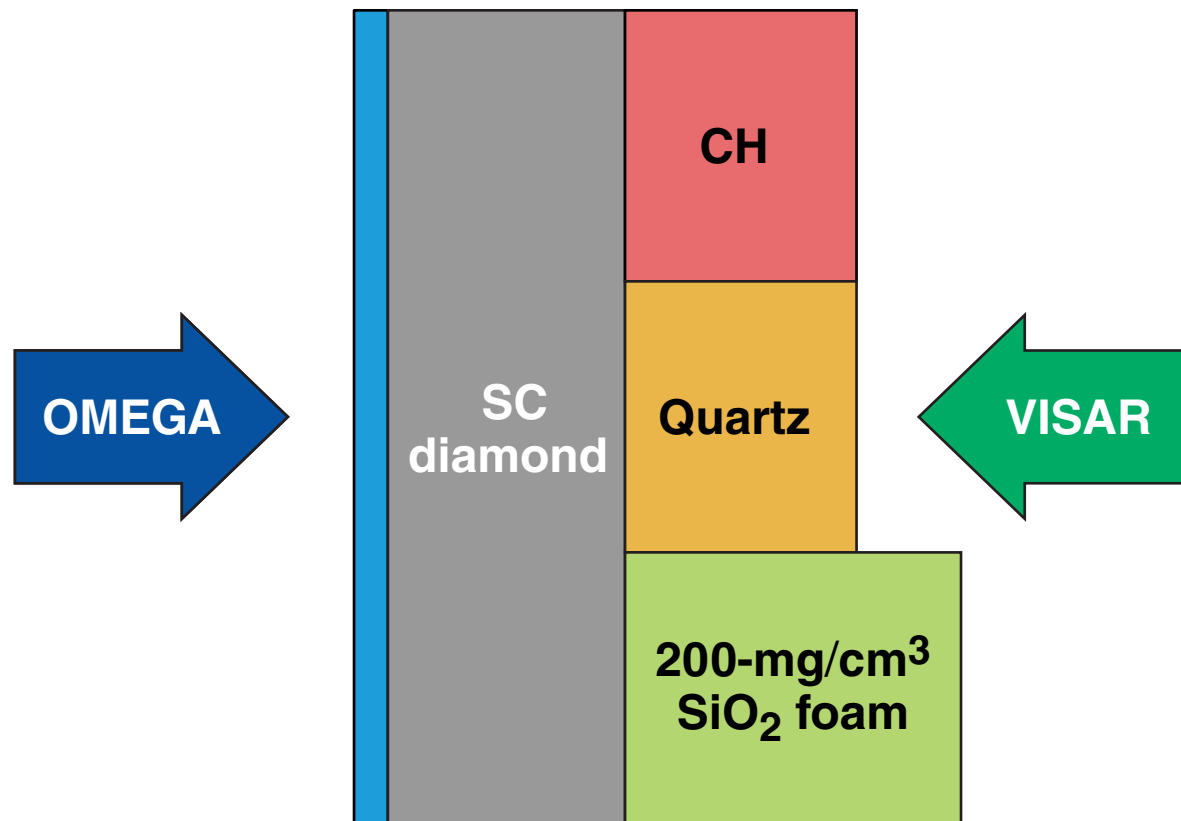 CH
OMEGA
SC
diamond
Quartz
VISAR
200-mg/cm³
SiO₂ foam